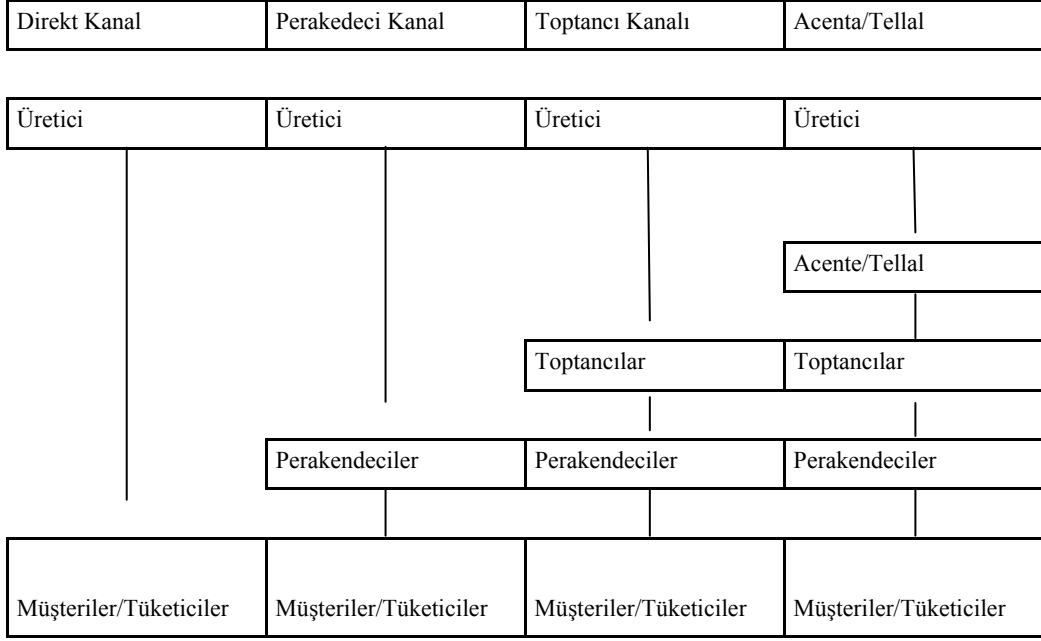 Direkt Kanal Perakedeci Kanal Toptancı Kanalı Acenta/Tellal
Üretici Üretici Üretici Üretici
Acente/Tellal
Toptancılar Toptancılar
Perakendeciler Perakendeciler Perakendeciler
Müşteriler/Tüketiciler Müşteriler/Tüketiciler Müşteriler/Tüketiciler Müşteriler/Tüketiciler